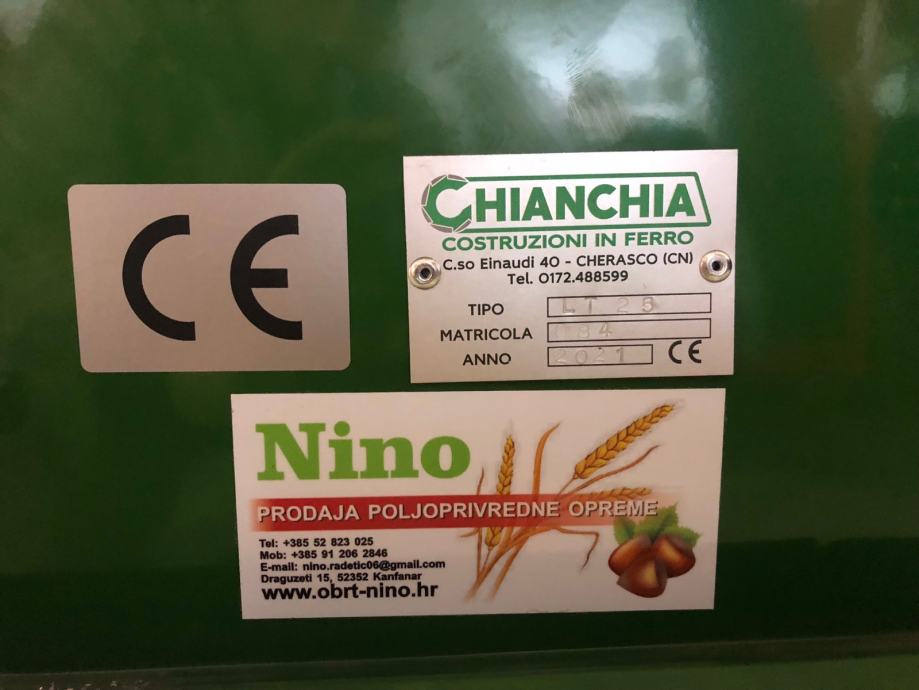 CE
CHIANCHIA
COSTRUZIONI IN FERRO
C.so Einaudi 40 - CHERASCO (CN)
Tel. 0172.488599
TIPO LT 25
MATRICOLA 084
ANNO 2021 CE
Nino
PRODAJA POLJOPRIVREDNE OPREME
Tel: +385 52 823 025
Mob: +385 91 206 2846
E-mail: nino.radetic06@gmail.com
Draguzeti 15, 52352 Kanfanar
www.obrt-nino.hr